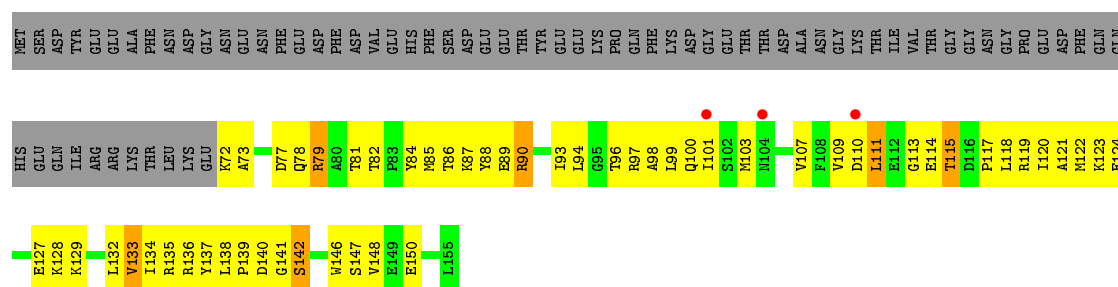 MET SER ASP TYR GLU GLU ALA PHE ASN ASP GLY ASN GLU ASN PHE GLU ASP PHE ASP VAL GLU HIS PHE SER ASP GLU GLU THR TYR GLU GLU LYS PRO GLN PHE LYS ASP GLY GLU THR THR ASP ALA ASN GLY LYS THR ILE VAL THR GLY GLY ASN GLY PRO GLU ASP PHE GLN GLN
HIS GLU GLN ILE ARG ARG LYS THR LEU LYS GLU K72 A73 D77 Q78 R79 A80 T81 T82 P83 Y84 M85 T86 K87 Y88 E89 R90 I93 L94 G95 T96 R97 A98 L99 Q100 I101 S102 M103 N104 V107 F108 V109 D110 L111 E112 G113 E114 T115 D116 P117 L118 R119 I120 A121 M122 K123 E124
E127 K128 K129 L132 V133 I134 R135 R136 Y137 L138 P139 D140 G141 S142 W146 S147 V148 E149 E150 L155